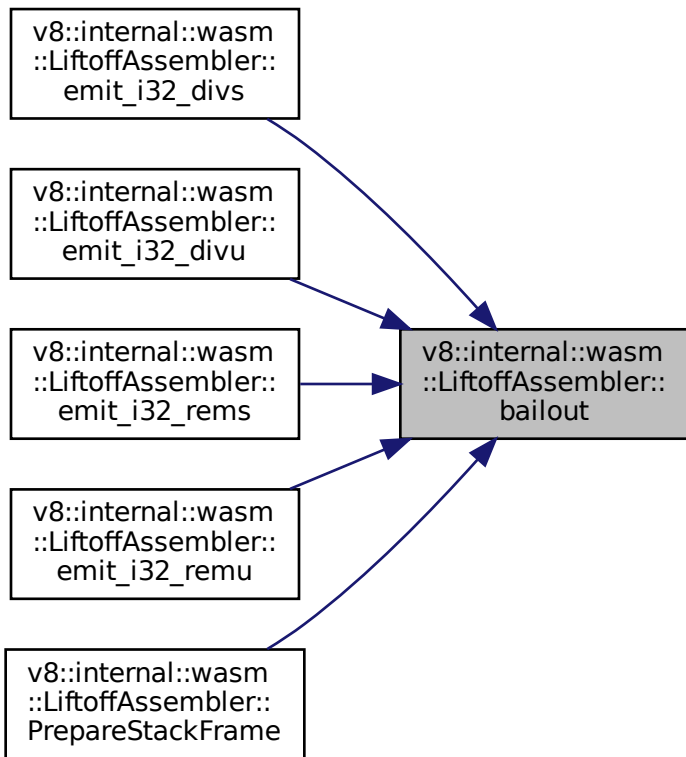 v8::internal::wasm
::LiftoffAssembler::
emit_i32_divs
v8::internal::wasm
::LiftoffAssembler::
emit_i32_divu
v8::internal::wasm
::LiftoffAssembler::
emit_i32_rems
v8::internal::wasm
::LiftoffAssembler::
emit_i32_remu
v8::internal::wasm
::LiftoffAssembler::
PrepareStackFrame
v8::internal::wasm
::LiftoffAssembler::
bailout